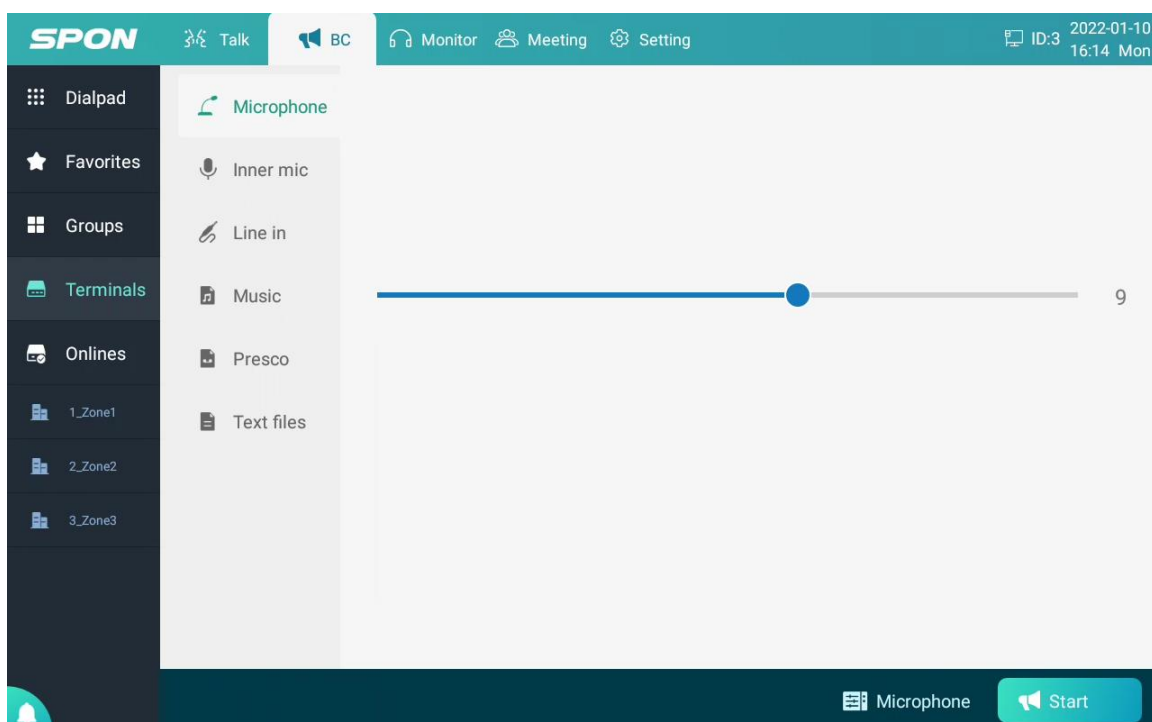 SPON
Talk
BC
Monitor
Meeting
Setting
ID:3
2022-01-10
16:14 Mon
Dialpad
Favorites
Groups
Terminals
Onlines
1_Zone1
2_Zone2
3_Zone3
Microphone
Inner mic
Line in
Music
Presco
Text files
9
Microphone
Start